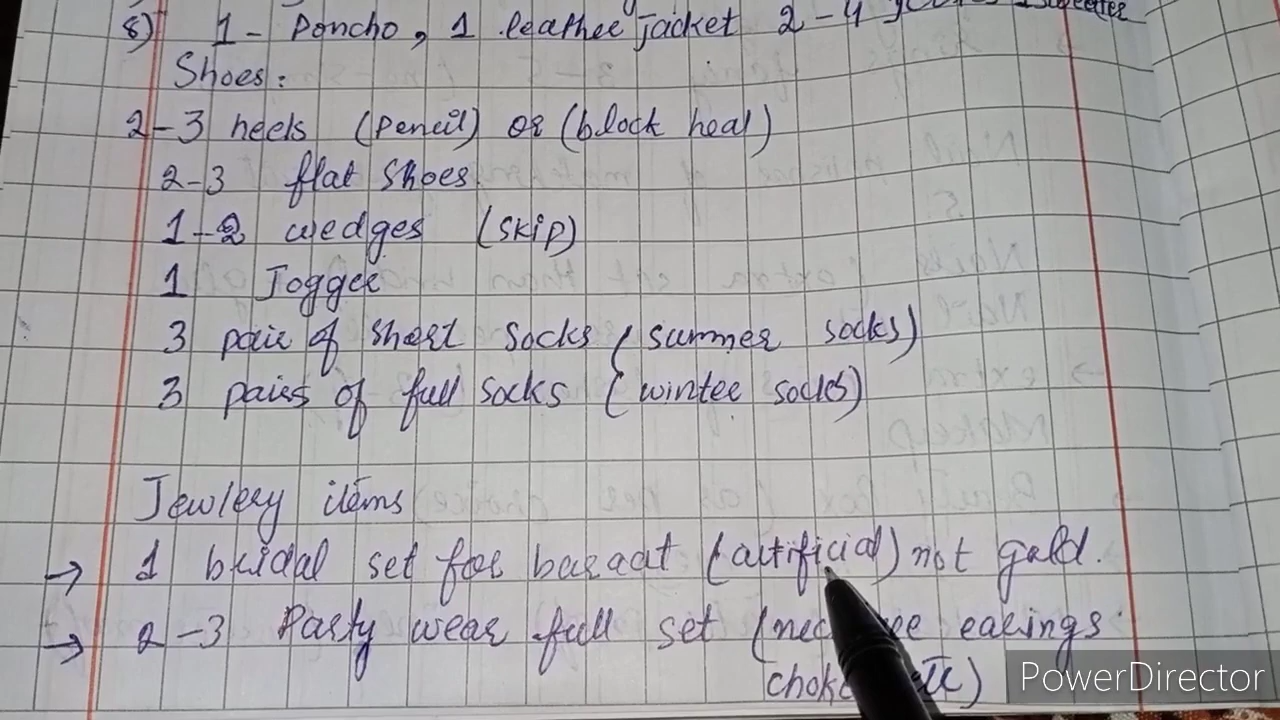 8) 1 - Poncho, 1 leather jacket 2-4
Shoes:
2-3 heels (Pencil) or (block heal)
2-3 flat shoes
1-2 wedges (skip)
1 Jogger
3 pair of short socks (summer socks)
3 pairs of full socks (winter socks)
Jewlery items
→ 1 bridal set for baraat (artificial) not gold.
→ 2-3 Party wear full set earings
PowerDirector